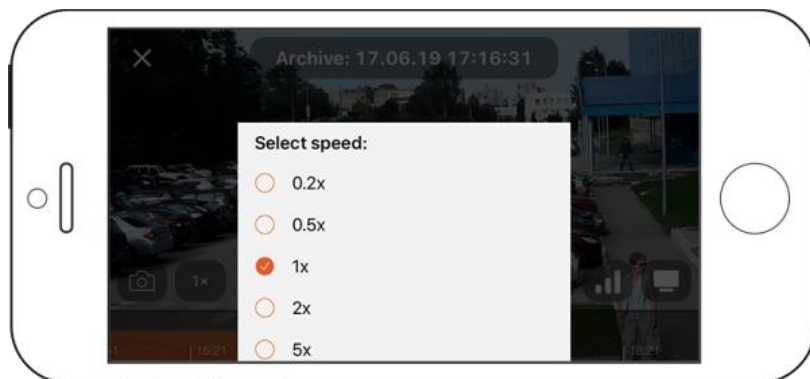 Archive: 17.06.19 17:16:31
Select speed:
0.2x
0.5x
1x
2x
5x
1x
16:21
16:21